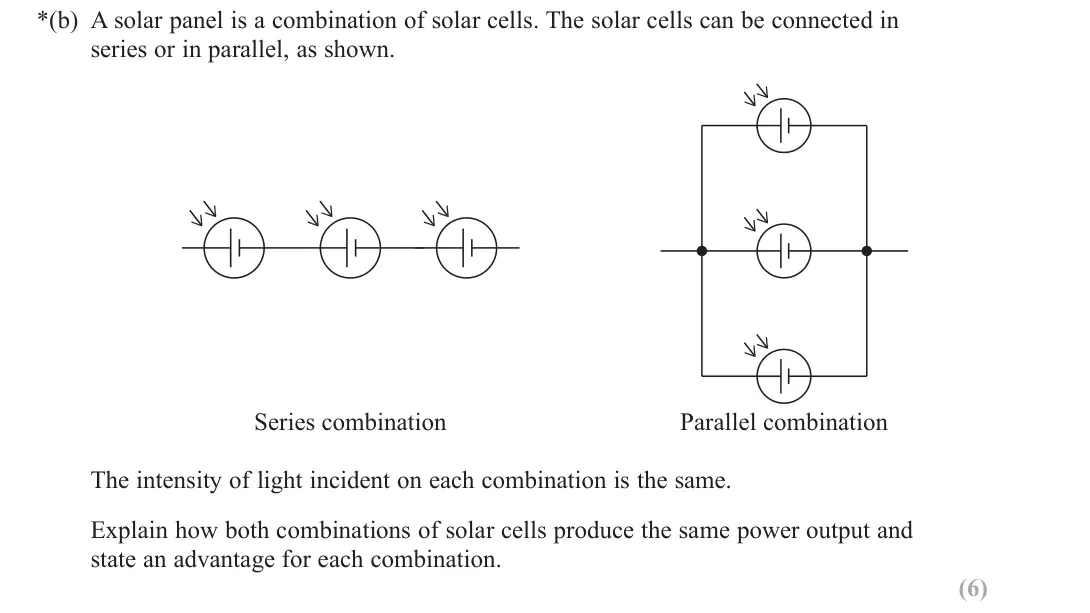 *(b) A solar panel is a combination of solar cells. The solar cells can be connected in
series or in parallel, as shown.
Series combination
Parallel combination
The intensity of light incident on each combination is the same.
Explain how both combinations of solar cells produce the same power output and
state an advantage for each combination.
(6)